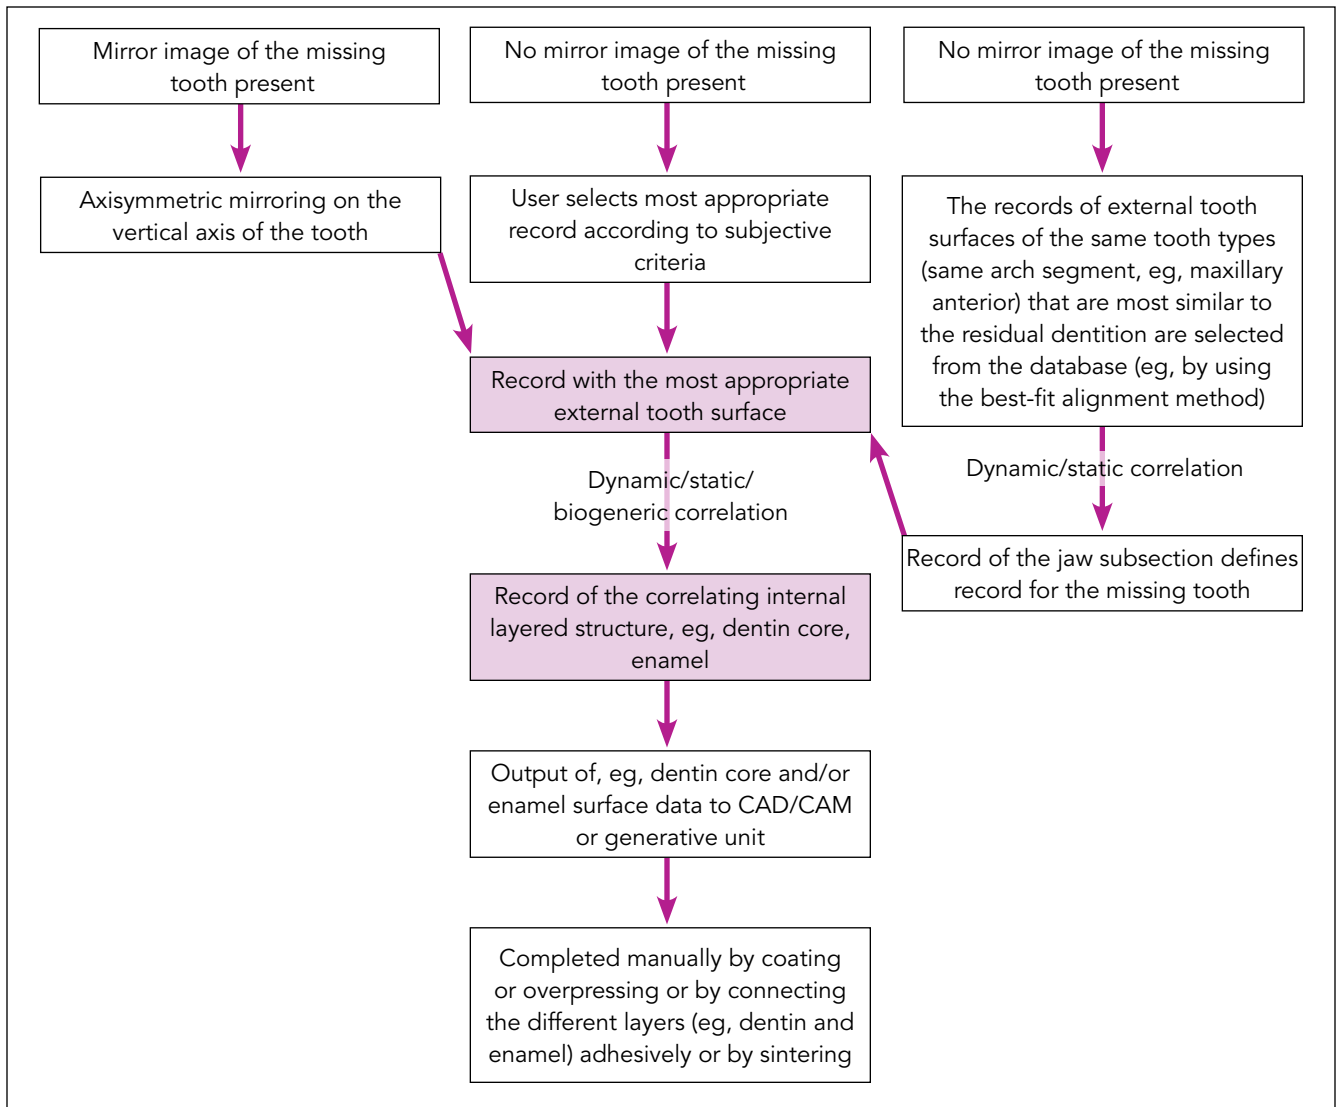 Mirror image of the missing
tooth present
No mirror image of the missing
tooth present
No mirror image of the missing
tooth present
Axisymmetric mirroring on the
vertical axis of the tooth
User selects most appropriate
record according to subjective
criteria
The records of external tooth
surfaces of the same tooth types
(same arch segment, eg, maxillary
anterior) that are most similar to
the residual dentition are selected
from the database (eg, by using
the best-fit alignment method)
Record with the most appropriate
external tooth surface
Dynamic/static/
biogeneric correlation
Dynamic/static correlation
Record of the jaw subsection defines
record for the missing tooth
Record of the correlating internal
layered structure, eg, dentin core,
enamel
Output of, eg, dentin core and/or
enamel surface data to CAD/CAM
or generative unit
Completed manually by coating
or overpressing or by connecting
the different layers (eg, dentin and
enamel) adhesively or by sintering